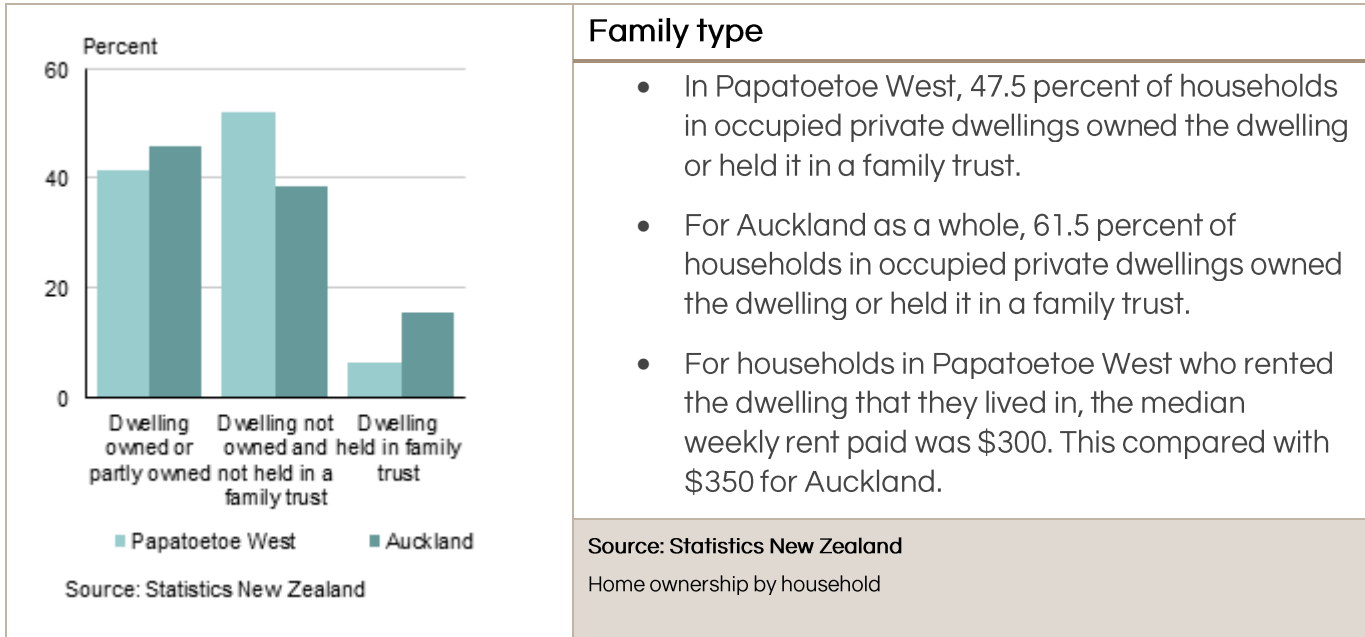 Percent
60
40
20
0
Dwelling owned or partly owned
Dwelling not owned and not held in a family trust
Dwelling held in family trust
Papatoetoe West
Auckland
Source: Statistics New Zealand
Family type
• In Papatoetoe West, 47.5 percent of households
in occupied private dwellings owned the dwelling
or held it in a family trust.
• For Auckland as a whole, 61.5 percent of
households in occupied private dwellings owned
the dwelling or held it in a family trust.
• For households in Papatoetoe West who rented
the dwelling that they lived in, the median
weekly rent paid was $300. This compared with
$350 for Auckland.
Source: Statistics New Zealand
Home ownership by household